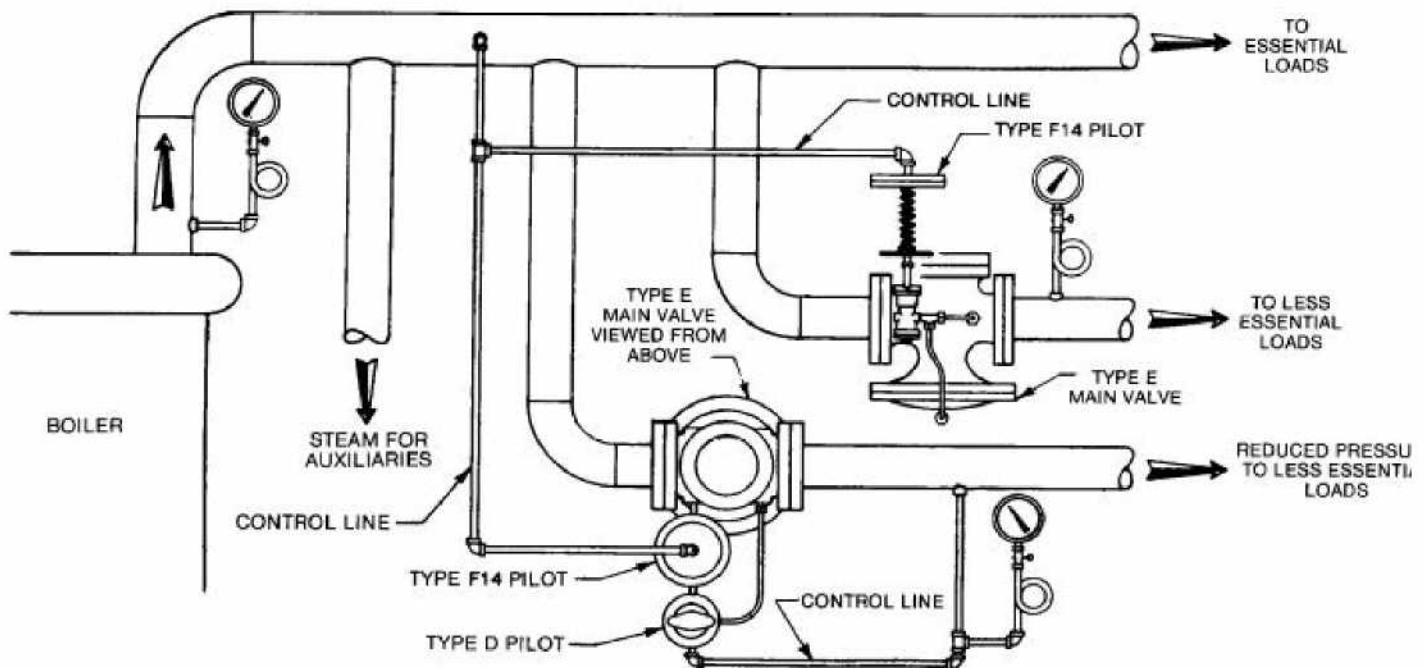 TO
ESSENTIAL
LOADS
CONTROL LINE
TYPE F14 PILOT
TYPE E
MAIN VALVE
VIEWED FROM
ABOVE
TO LESS
ESSENTIAL
LOADS
TYPE E
MAIN VALVE
BOILER
STEAM FOR
AUXILIARIES
REDUCED PRESSU
TO LESS ESSENTIA
LOADS
CONTROL LINE
TYPE F14 PILOT
CONTROL LINE
TYPE D PILOT